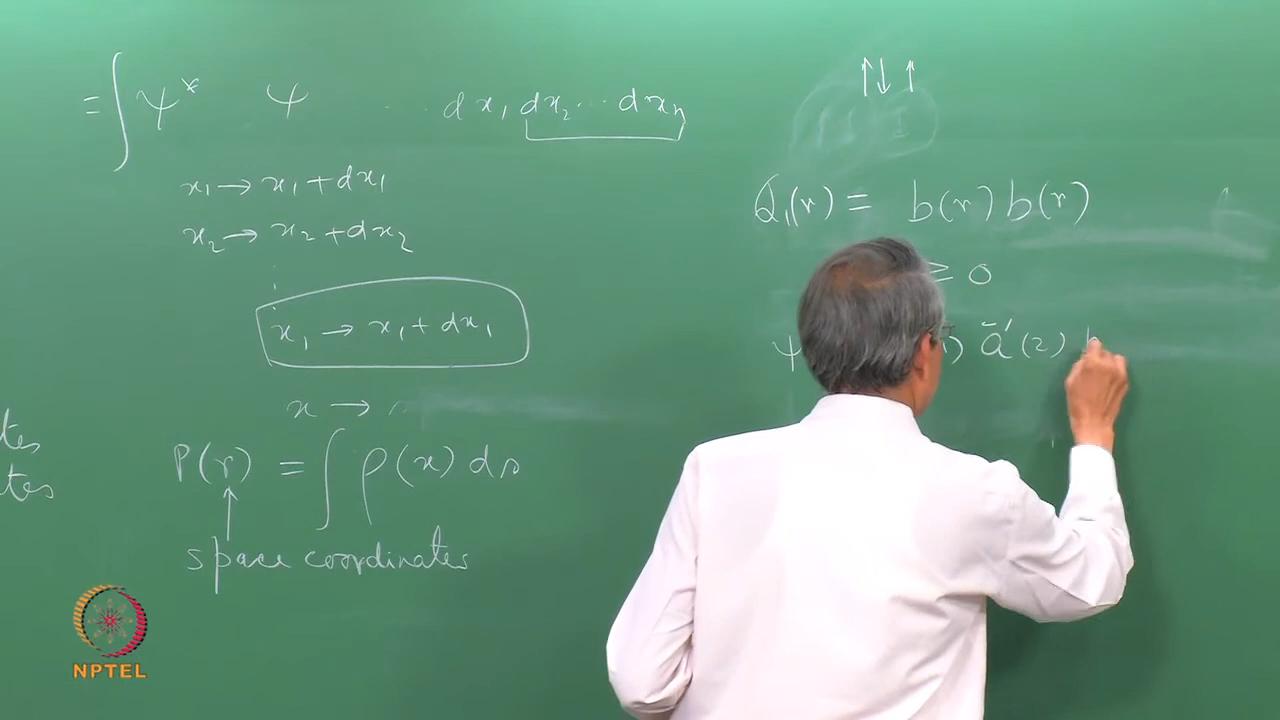 = ∫ ψ* ψ .. dx₁ dx₂ ... dxₙ
x₁ → x₁ + dx₁
x₂ → x₂ + dx₂
x₁ → x₁ + dx₁
x →
P(r) = ∫ ρ(x) ds
↑
space coordinates
tes
tes
↑↓ ↑
Q₁(r) = b(r) b(r)
≥ 0
ψ 1) ā′(2)
NPTEL